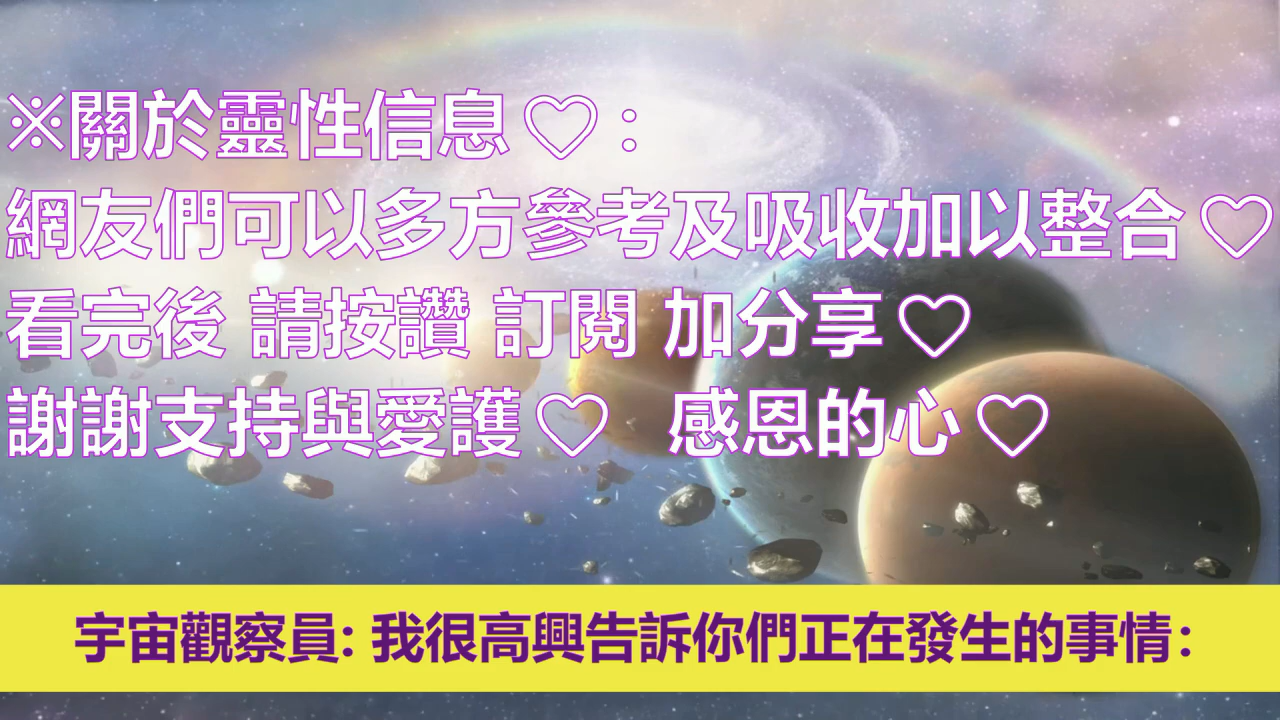 ※關於靈性信息♡:
網友們可以多方參考及吸收加以整合♡
看完後 請按讚 訂閱 加分享♡
謝謝支持與愛護♡ 感恩的心♡
宇宙觀察員: 我很高興告訴你們正在發生的事情: